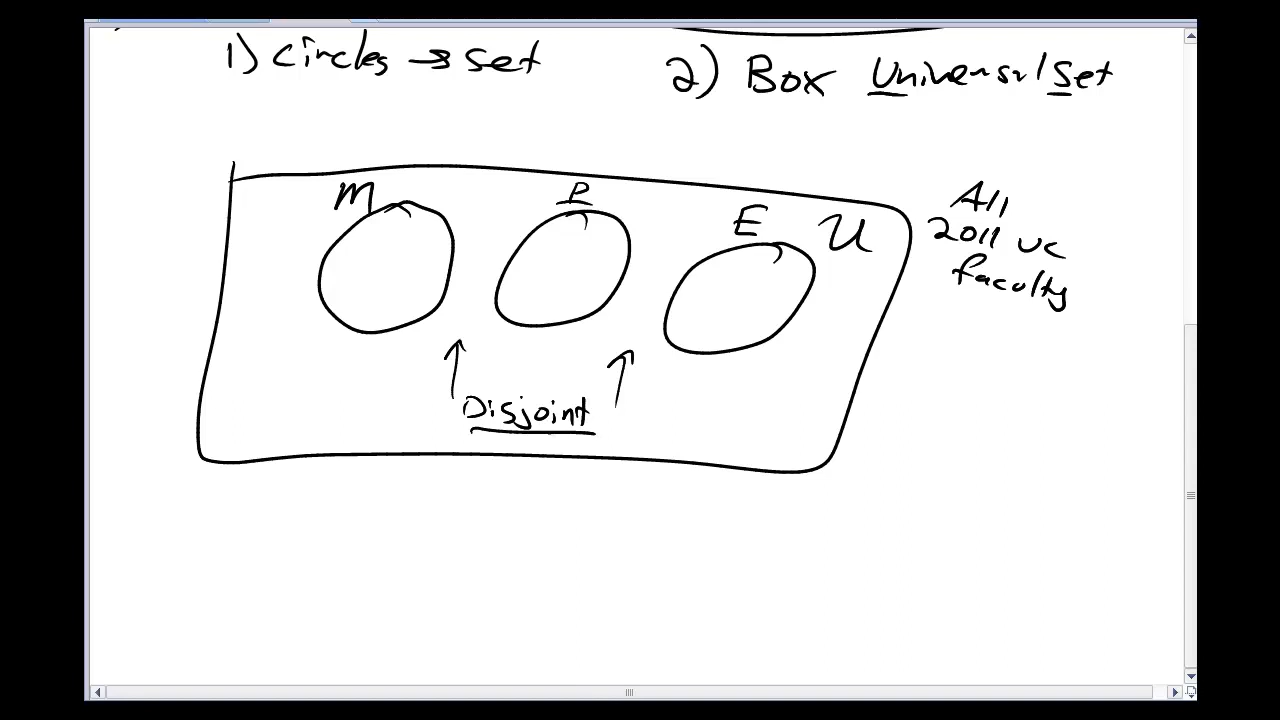 1) Circles → Set
2) Box Universal Set
M
P
E
U
All
2011 UC
faculty
Disjoint